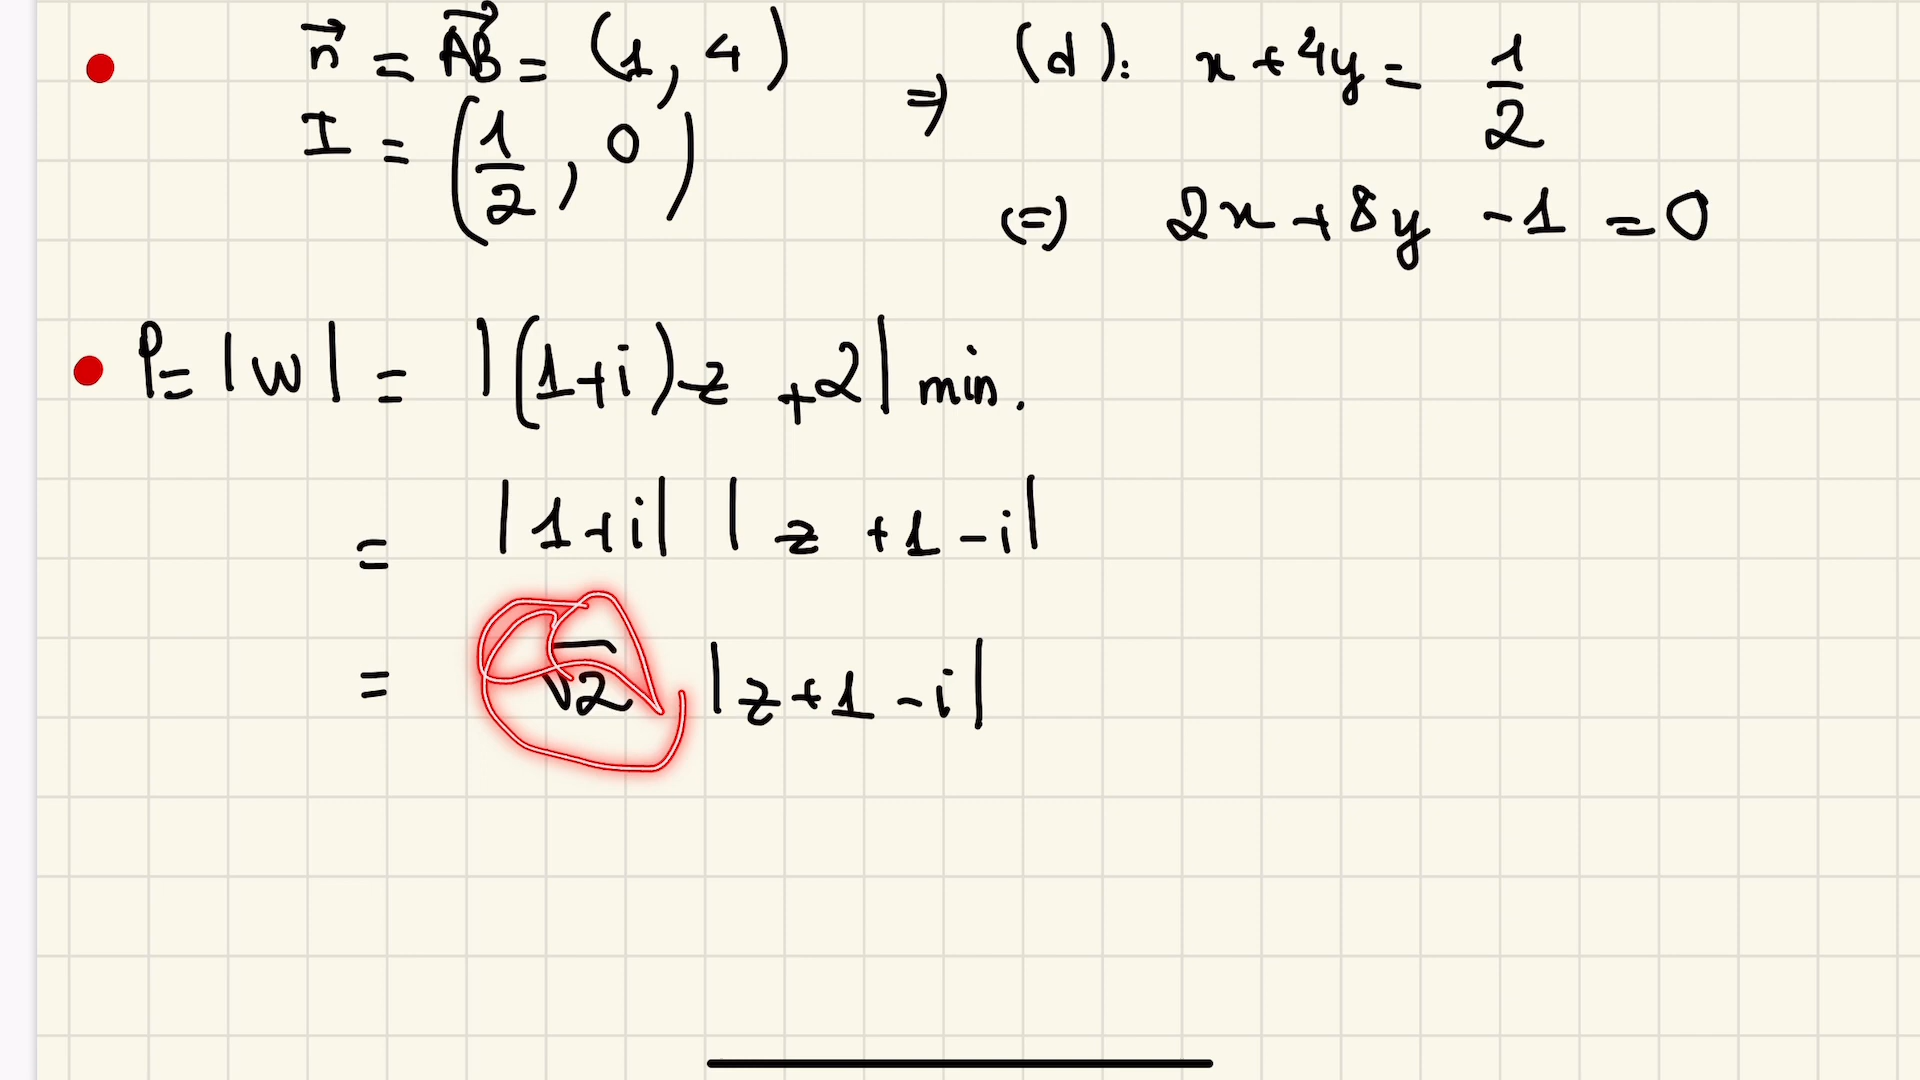 n⃗ = A⃗B⃗ = (1, 4) ⇒ (d): x + 4y = 1/2
I = (1/2, 0)
(=) 2x + 8y - 1 = 0
P = |w| = |(1+i)z + 2| min.
= |1+i| |z + 1 - i|
= √2 |z + 1 - i|